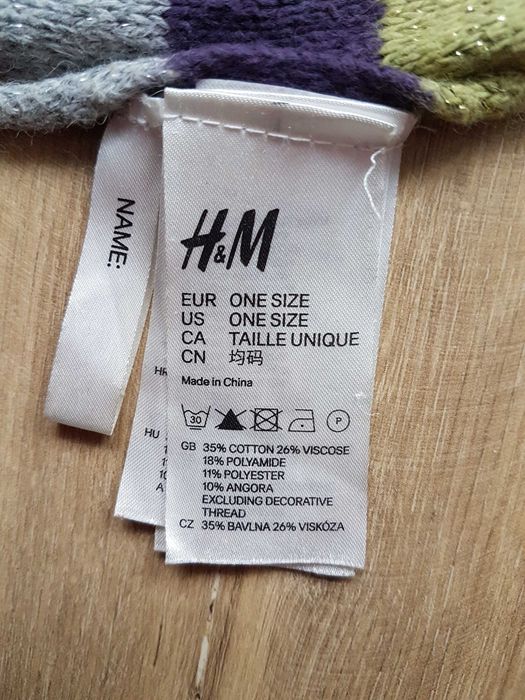 NAME:
H&M
EUR ONE SIZE
US ONE SIZE
CA TAILLE UNIQUE
CN 均码
Made in China
30 P
GB 35% COTTON 26% VISCOSE
18% POLYAMIDE
11% POLYESTER
10% ANGORA
EXCLUDING DECORATIVE
THREAD
CZ 35% BAVLNA 26% VISKÓZA
HU